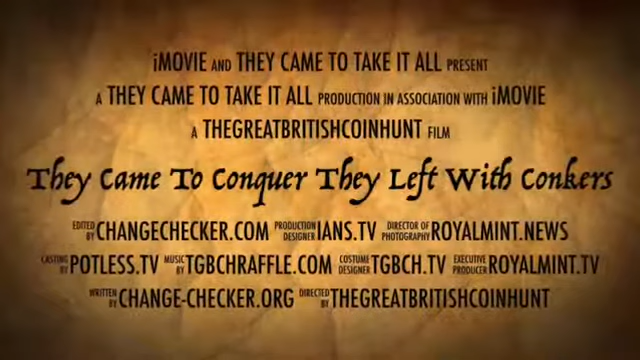 iMOVIE AND THEY CAME TO TAKE IT ALL PRESENT
A THEY CAME TO TAKE IT ALL PRODUCTION IN ASSOCIATION WITH iMOVIE
A THEGREATBRITISHCOINHUNT FILM
They Came To Conquer They Left With Conkers
EDITED BY CHANGECHECKER.COM PRODUCTION DESIGNER IANS.TV DIRECTOR OF PHOTOGRAPHY ROYALMINT.NEWS
CASTING BY POTLESS.TV MUSIC BY TGBCHRAFFLE.COM COSTUME DESIGNER TGBCH.TV EXECUTIVE PRODUCER ROYALMINT.TV
WRITTEN BY CHANGE-CHECKER.ORG DIRECTED BY THEGREATBRITISHCOINHUNT